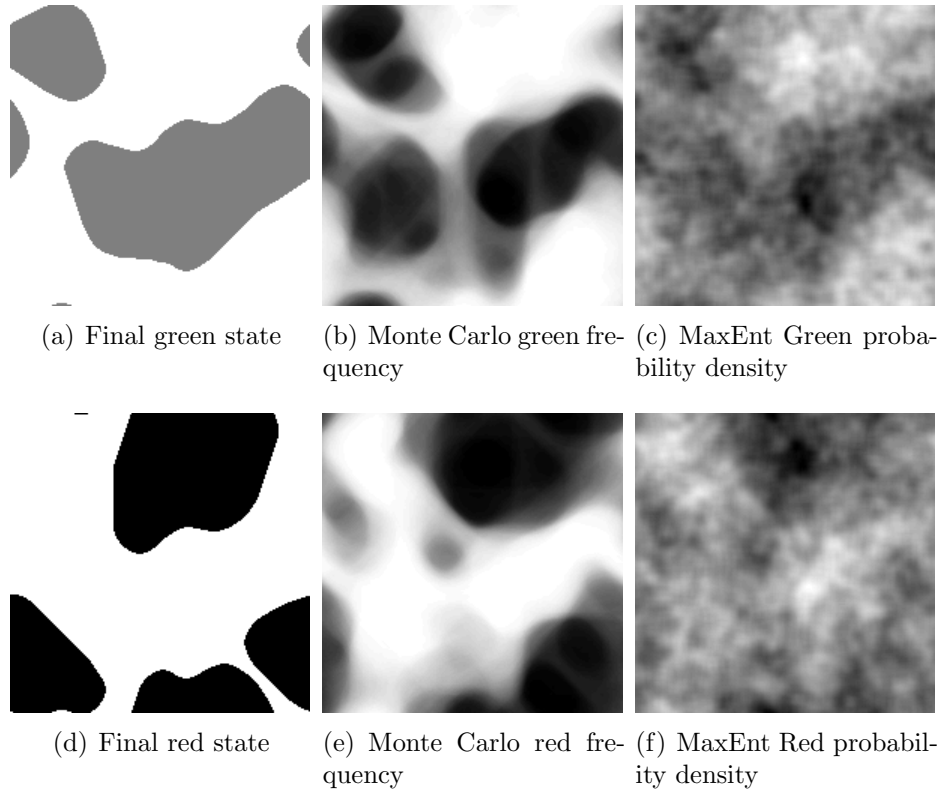 (a) Final green state
(b) Monte Carlo green fre-
quency
(c) MaxEnt Green proba-
bility density
(d) Final red state
(e) Monte Carlo red fre-
quency
(f) MaxEnt Red probabil-
ity density